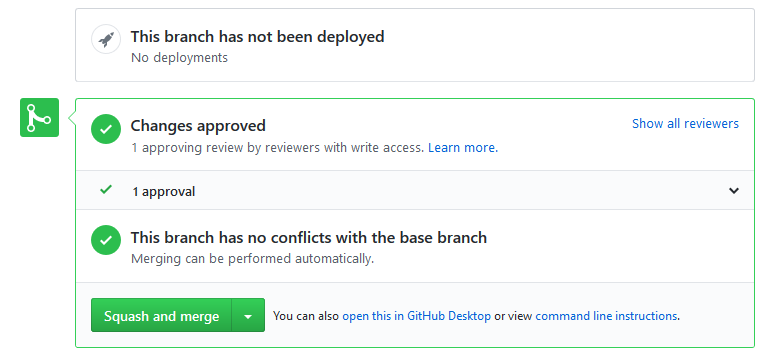 This branch has not been deployed
No deployments
Changes approved
Show all reviewers
1 approving review by reviewers with write access. Learn more.
1 approval
This branch has no conflicts with the base branch
Merging can be performed automatically.
Squash and merge
You can also open this in GitHub Desktop or view command line instructions.